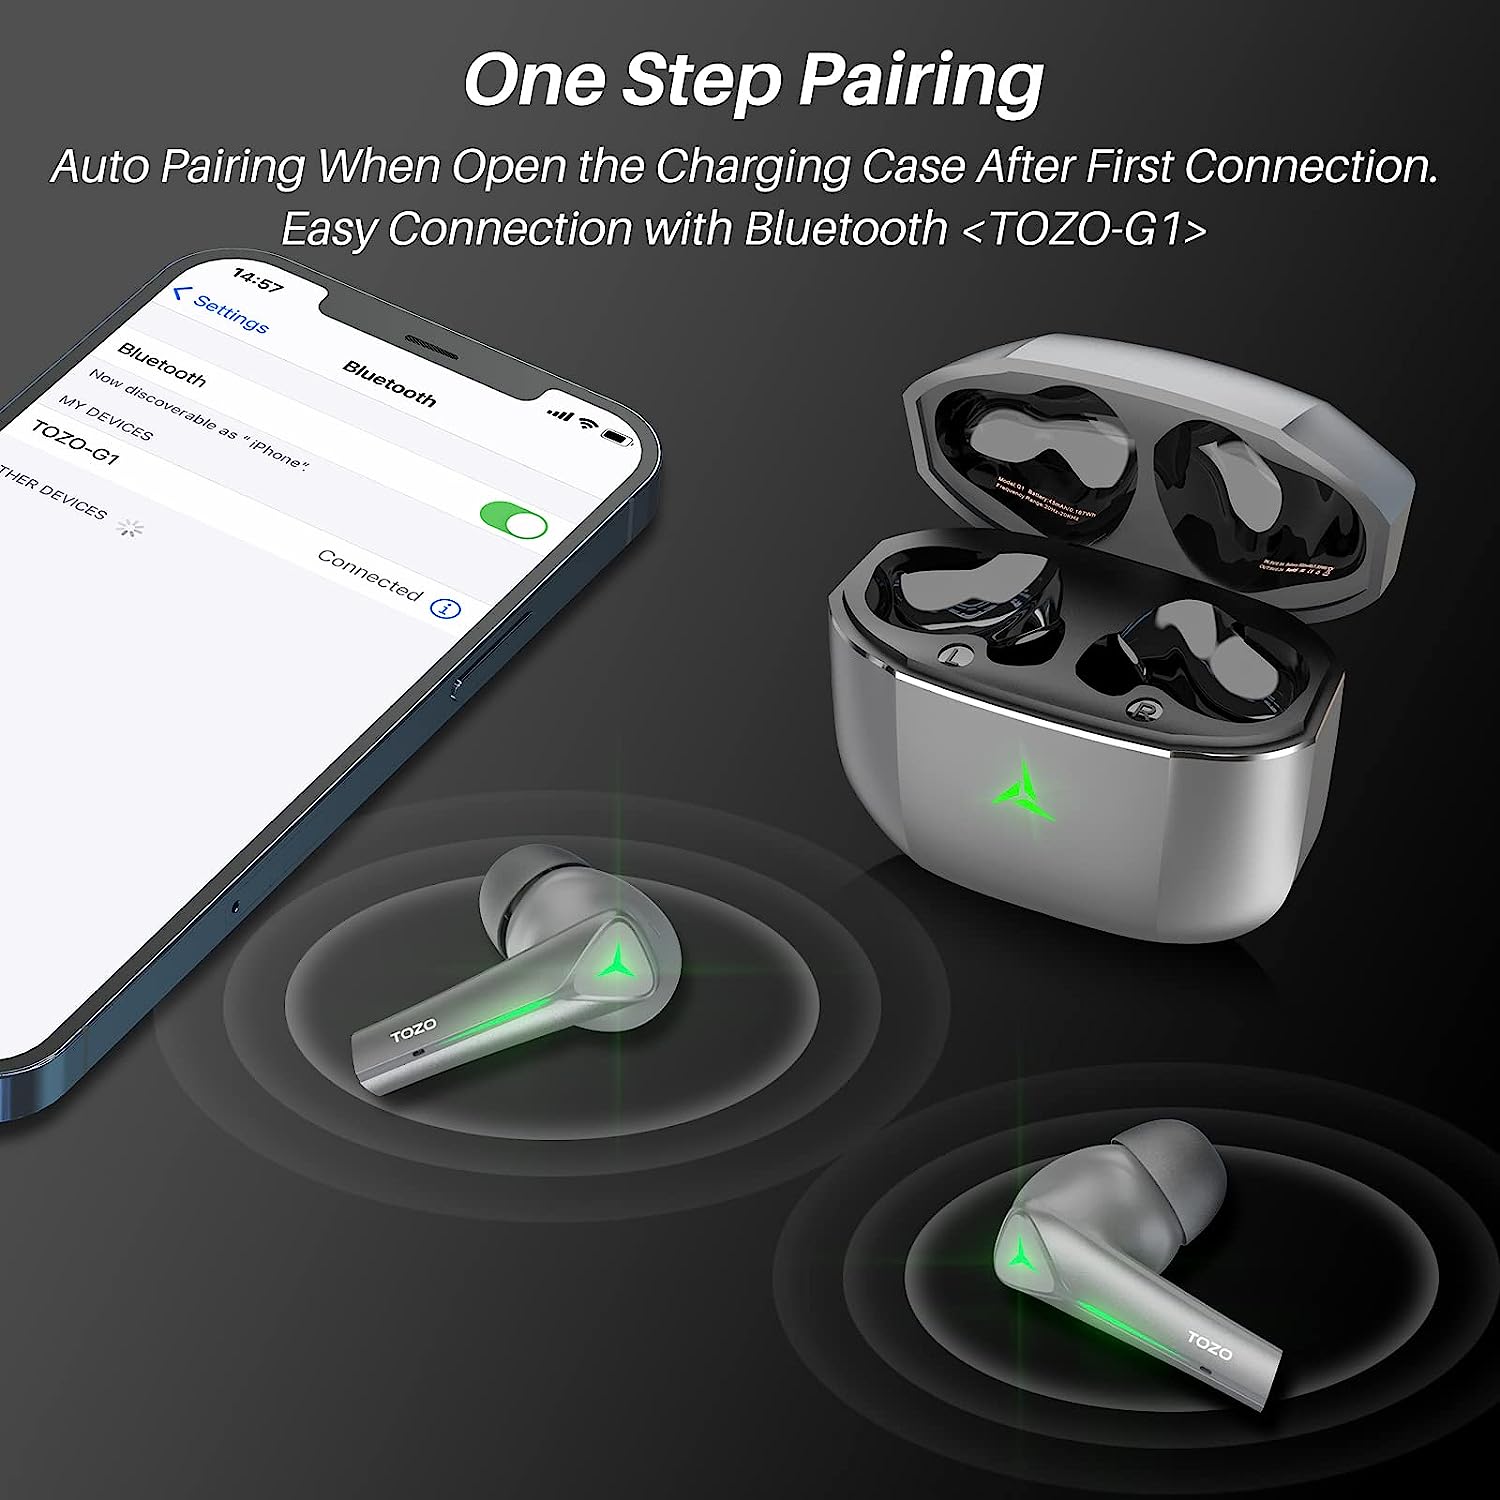 One Step Pairing
Auto Pairing When Open the Charging Case After First Connection.
Easy Connection with Bluetooth <TOZO-G1>
14:57
Settings
Bluetooth
Bluetooth
Now discoverable as "iPhone".
MY DEVICES
TOZO-G1
Connected
THER DEVICES
L
R
TOZO
TOZO